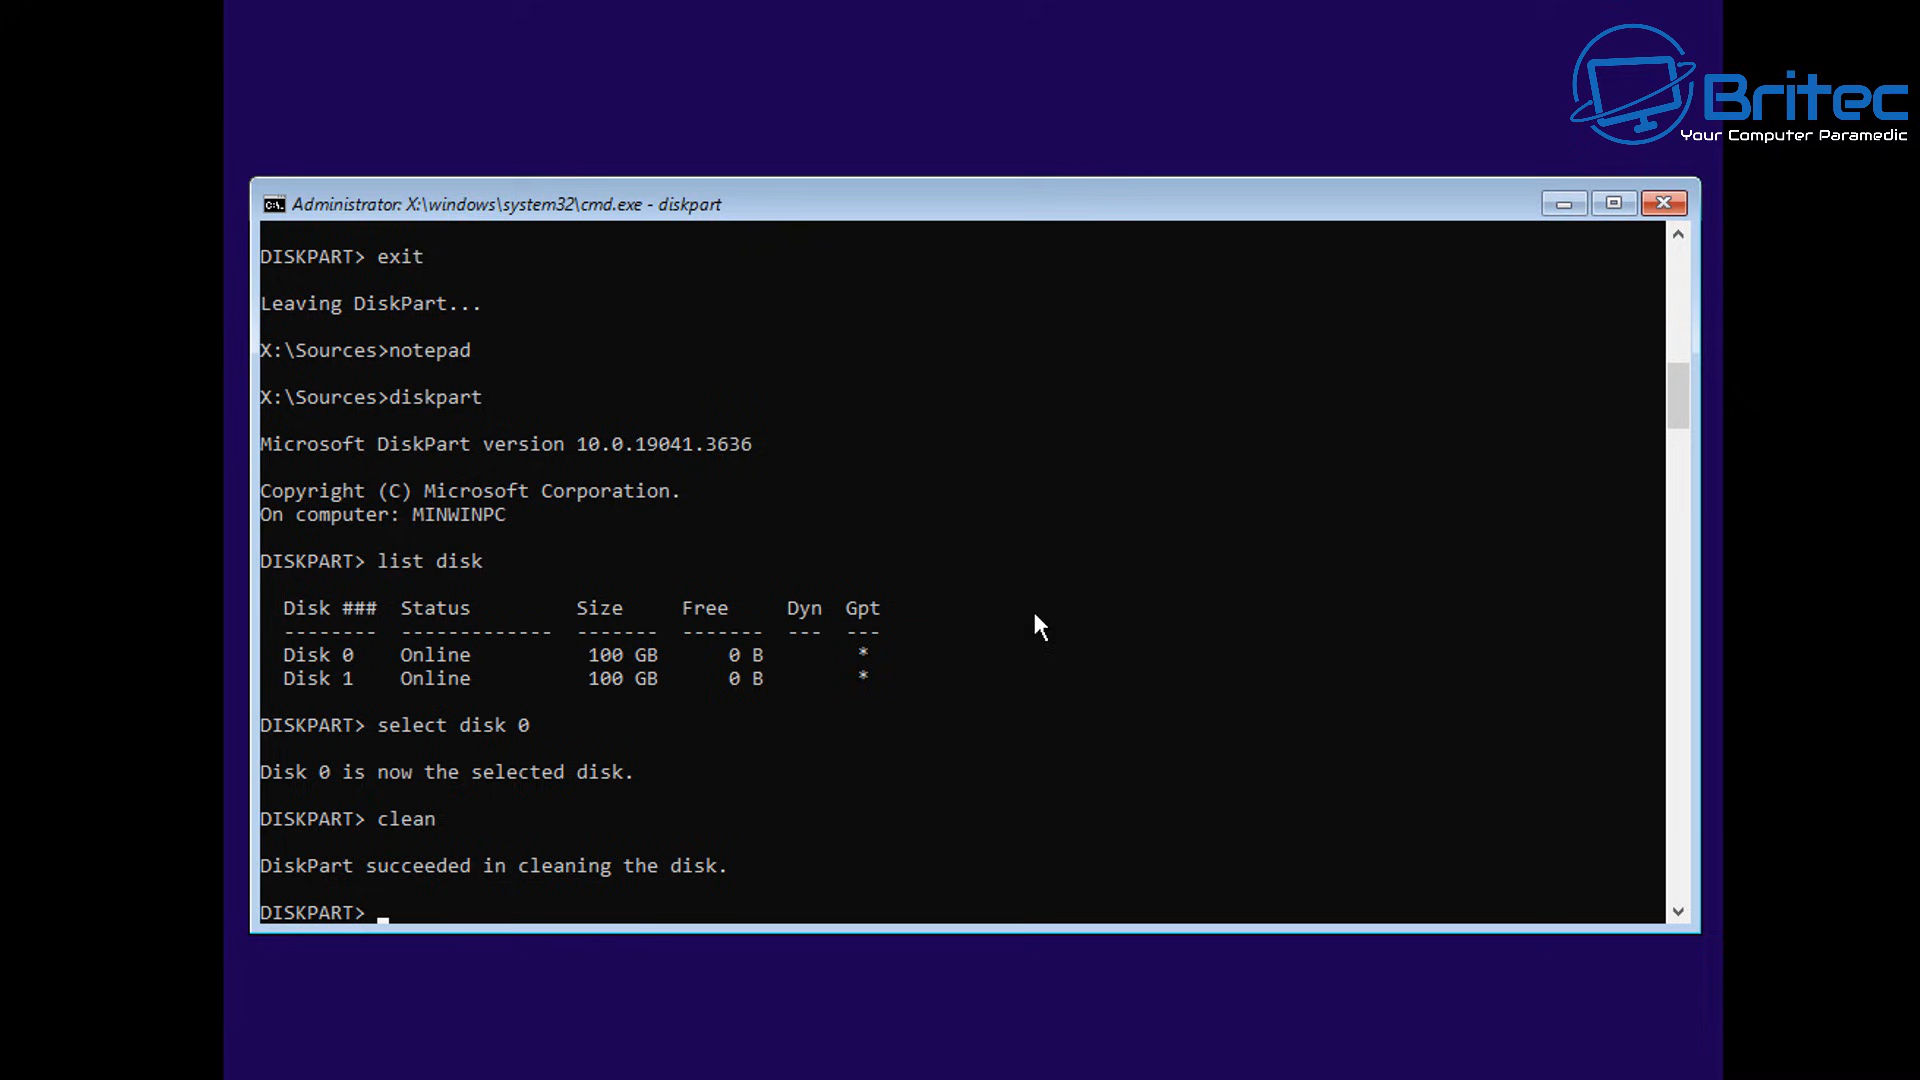 Britec
Your Computer Paramedic
Administrator: X:\windows\system32\cmd.exe - diskpart
DISKPART> exit
Leaving DiskPart...
X:\Sources>notepad
X:\Sources>diskpart
Microsoft DiskPart version 10.0.19041.3636
Copyright (C) Microsoft Corporation.
On computer: MINWINPC
DISKPART> list disk
  Disk ###  Status         Size     Free     Dyn  Gpt
  --------  -------------  -------  -------  ---  ---
  Disk 0    Online          100 GB      0 B        *
  Disk 1    Online          100 GB      0 B        *
DISKPART> select disk 0
Disk 0 is now the selected disk.
DISKPART> clean
DiskPart succeeded in cleaning the disk.
DISKPART> _